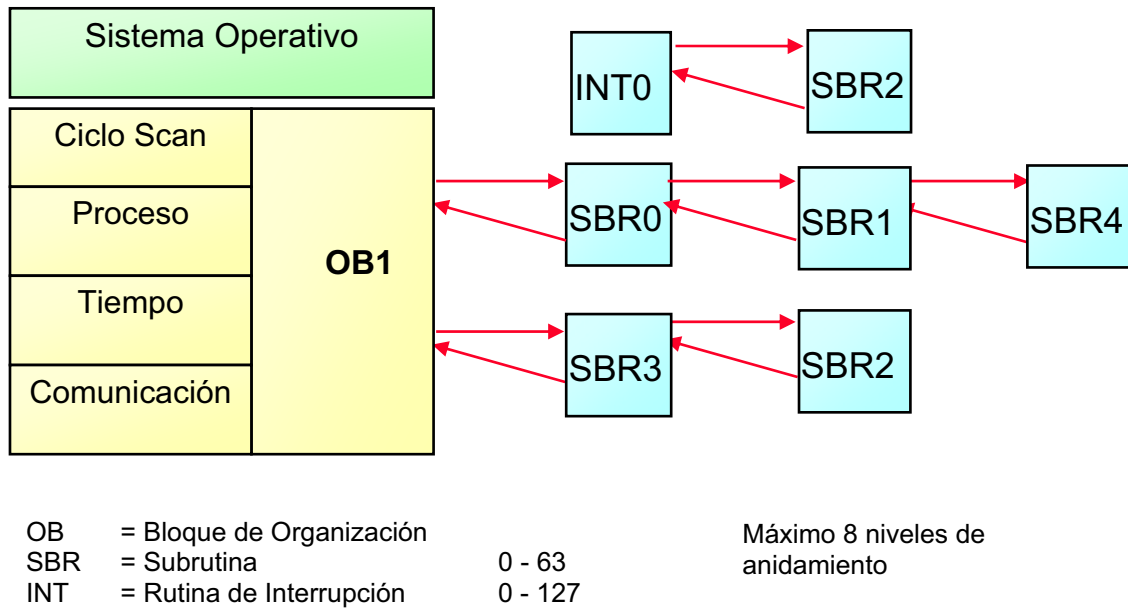 Sistema Operativo
Ciclo Scan
Proceso
Tiempo
Comunicación
OB1
INT0
SBR2
SBR0
SBR1
SBR4
SBR3
SBR2
OB = Bloque de Organización
SBR = Subrutina 0 - 63
INT = Rutina de Interrupción 0 - 127
Máximo 8 niveles de
anidamiento